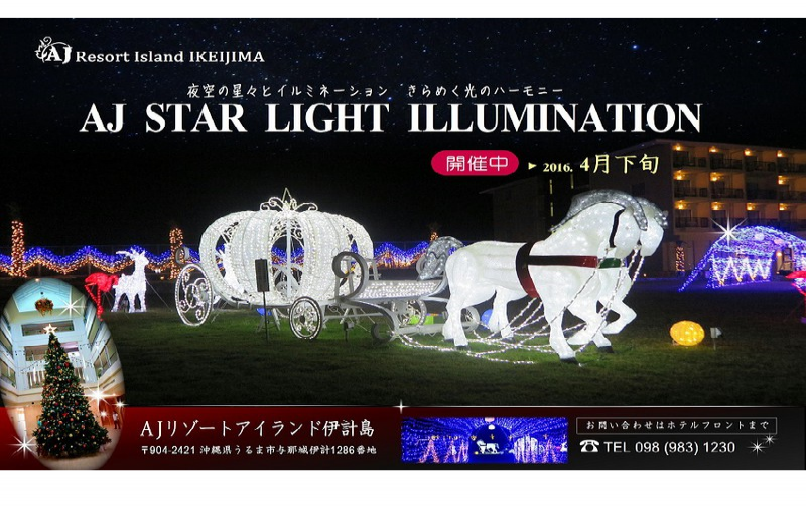 AJ Resort Island IKEIJIMA
夜空の星々とイルミネーション きらめく光のハーモニー
AJ STAR LIGHT ILLUMINATION
開催中 ► 2016. 4月下旬
AJリゾートアイランド伊計島
〒904-2421 沖縄県うるま市与那城伊計1286番地
お問い合わせはホテルフロントまで
☎ TEL 098 (983) 1230